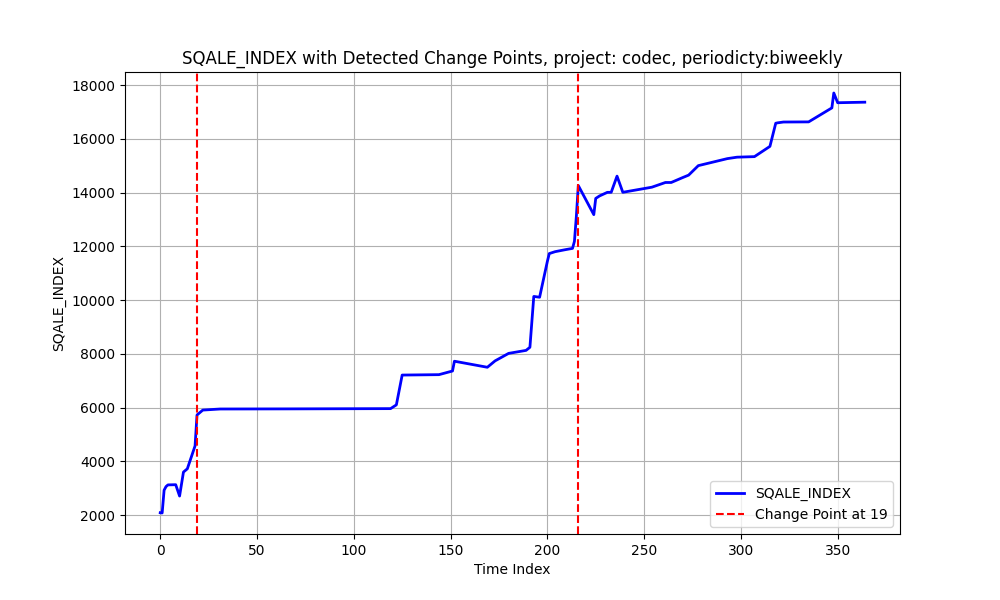 SQALE_INDEX with Detected Change Points, project: codec, periodicty:biweekly
SQALE_INDEX
18000
16000
14000
12000
10000
8000
6000
4000
2000
0 50 100 150 200 250 300 350
Time Index
SQALE_INDEX
Change Point at 19